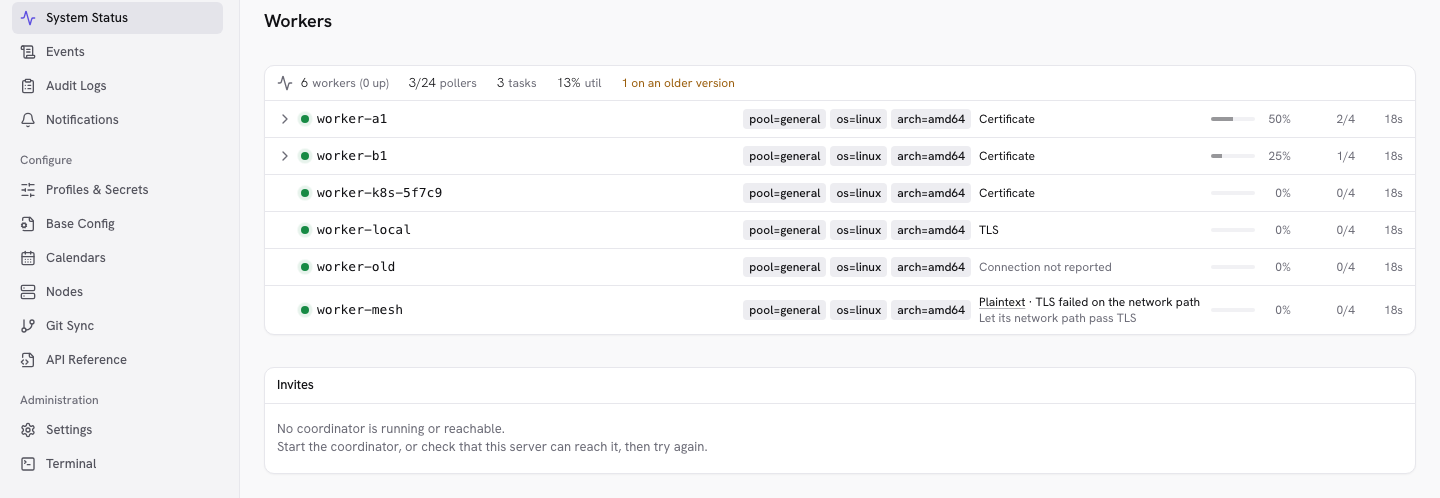 System Status
Events
Audit Logs
Notifications
Configure
Profiles & Secrets
Base Config
Calendars
Nodes
Git Sync
API Reference
Administration
Settings
Terminal
Workers
6 workers (0 up) 3/24 pollers 3 tasks 13% util 1 on an older version
worker-a1 pool=general os=linux arch=amd64 Certificate 50% 2/4 18s
worker-b1 pool=general os=linux arch=amd64 Certificate 25% 1/4 18s
worker-k8s-5f7c9 pool=general os=linux arch=amd64 Certificate 0% 0/4 18s
worker-local pool=general os=linux arch=amd64 TLS 0% 0/4 18s
worker-old pool=general os=linux arch=amd64 Connection not reported 0% 0/4 18s
worker-mesh pool=general os=linux arch=amd64 Plaintext · TLS failed on the network path 0% 0/4 18s
Let its network path pass TLS
Invites
No coordinator is running or reachable.
Start the coordinator, or check that this server can reach it, then try again.